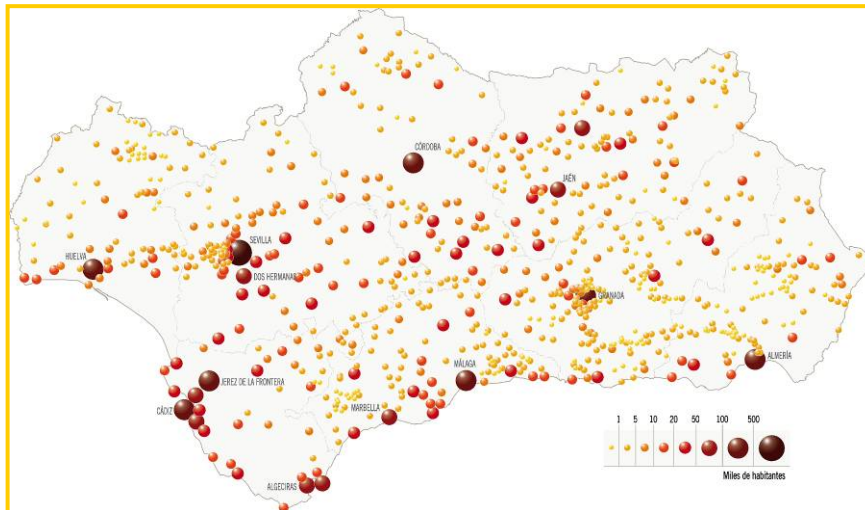 CÓRDOBA
JAÉN
SEVILLA
HUELVA
DOS HERMANAS
GRANADA
ALMERÍA
MÁLAGA
JEREZ DE LA FRONTERA
CÁDIZ
MARBELLA
ALGECIRAS
1 5 10 20 50 100 500
Miles de habitantes